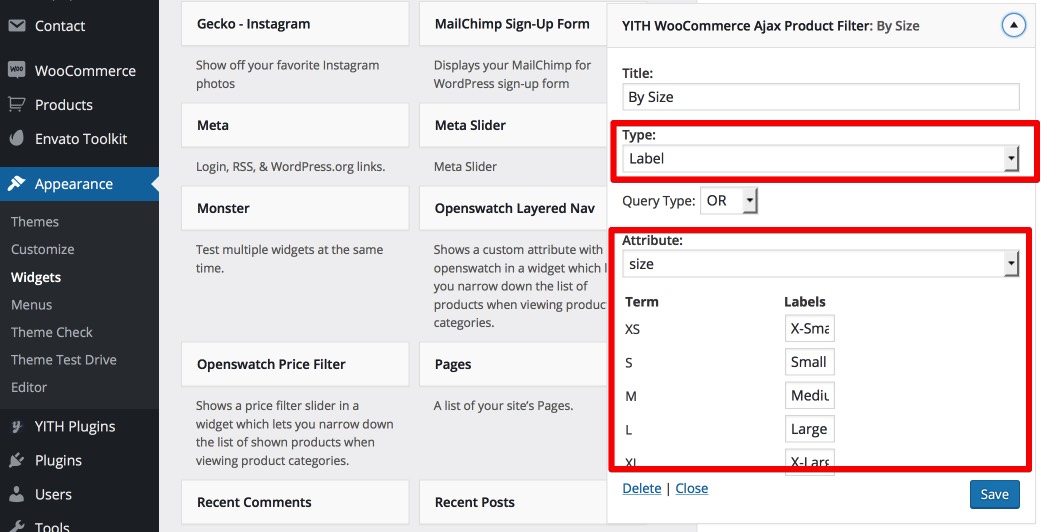 Contact
WooCommerce
Products
Envato Toolkit
Appearance
Themes
Customize
Widgets
Menus
Theme Check
Theme Test Drive
Editor
YITH Plugins
Plugins
Users
Tools
Gecko - Instagram
Show off your favorite Instagram
photos
Meta
Login, RSS, & WordPress.org links.
Monster
Test multiple widgets at the same
time.
Openswatch Price Filter
Shows a price filter slider in a
widget which lets you narrow down
the list of shown products when
viewing product categories.
Recent Comments
MailChimp Sign-Up Form
Displays your MailChimp for
WordPress sign-up form
Meta Slider
Meta Slider
Openswatch Layered Nav
Shows a custom attribute with
openswatch in a widget which l
you narrow down the list of
products when viewing produc
categories.
Pages
A list of your site's Pages.
Recent Posts
YITH WooCommerce Ajax Product Filter: By Size
Title:
By Size
Type:
Label
Query Type: OR
Attribute:
size
Term Labels
XS X-Sma
S Small
M Mediu
L Large
XL X-Larg
Delete | Close
Save